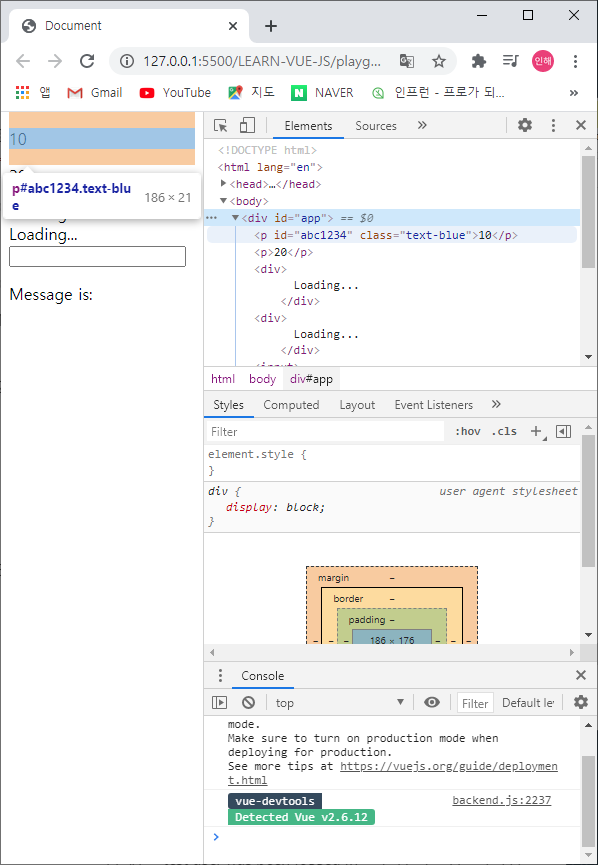 Document
127.0.0.1:5500/LEARN-VUE-JS/playg...
인해
앱 Gmail YouTube 지도 NAVER 인프런 - 프로가 되... »
10
p#abc1234.text-blu
e 186 × 21
Loading...
Message is:
Elements Sources »
<!DOCTYPE html>
<html lang="en">
<head>…</head>
<body>
<div id="app"> == $0
<p id="abc1234" class="text-blue">10</p>
<p>20</p>
<div>
Loading...
</div>
<div>
Loading...
</div>
html body div#app
Styles Computed Layout Event Listeners »
Filter :hov .cls +
element.style {
}
div { user agent stylesheet
display: block;
}
margin –
border –
padding –
– – – 186 × 176 – – –
Console
top Filter Default le
mode.
Make sure to turn on production mode when
deploying for production.
See more tips at https://vuejs.org/guide/deploymen
t.html
vue-devtools backend.js:2237
Detected Vue v2.6.12